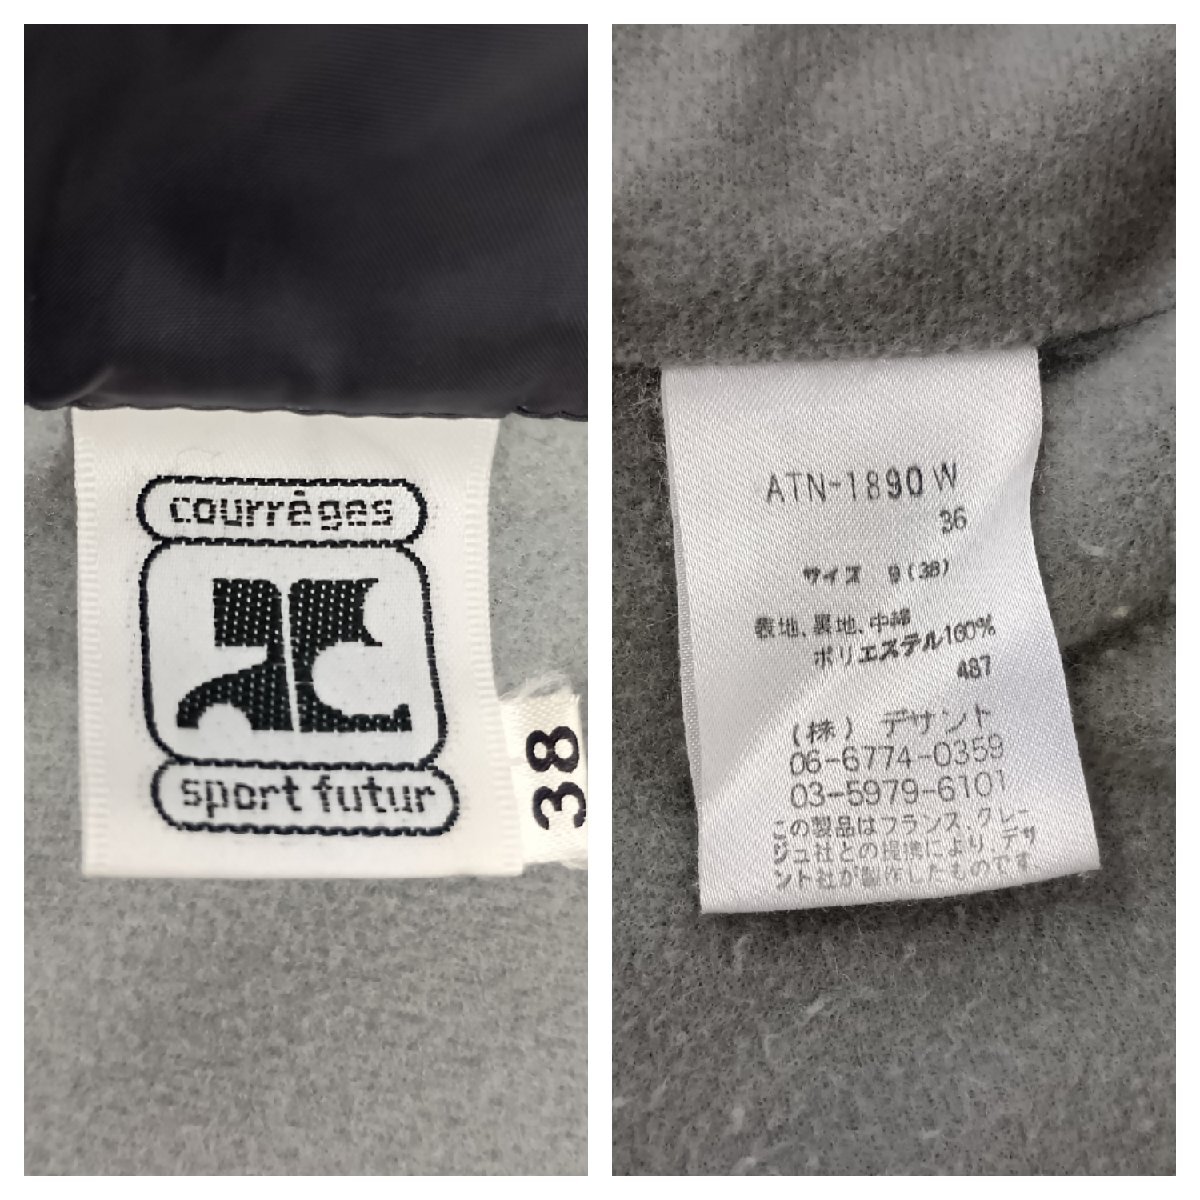 courrèges
sport futur
38
ATN-1890W
36
サイズ 9(38)
表地、裏地、中綿
ポリエステル100%
487
(株)デサント
06-6774-0359
03-5979-6101
この製品はフランス、クレー
ジュ社との提携により、デサ
ント社が製作したものです。